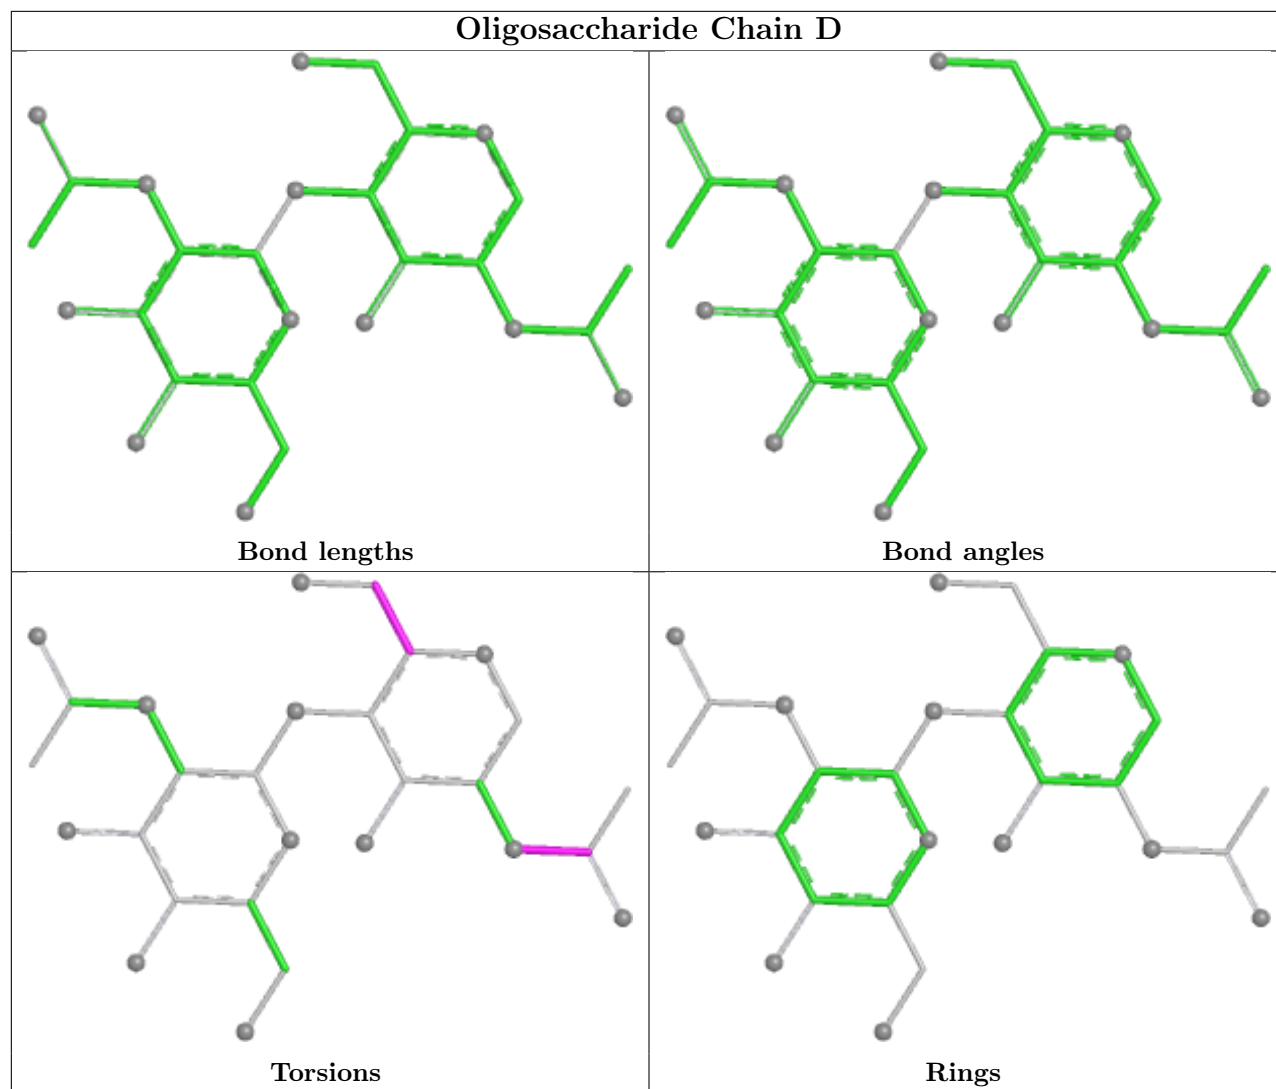 Oligosaccharide Chain D
Bond lengths
Bond angles
Torsions
Rings